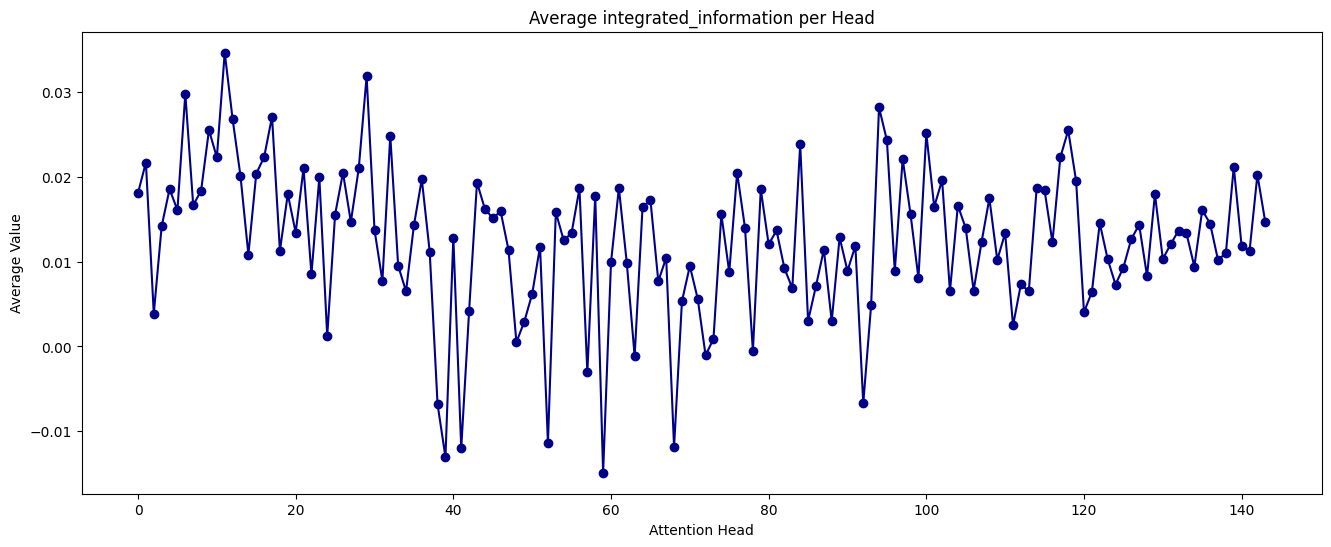 Average integrated_information per Head
Average Value
0.03
0.02
0.01
0.00
−0.01
0 20 40 60 80 100 120 140
Attention Head